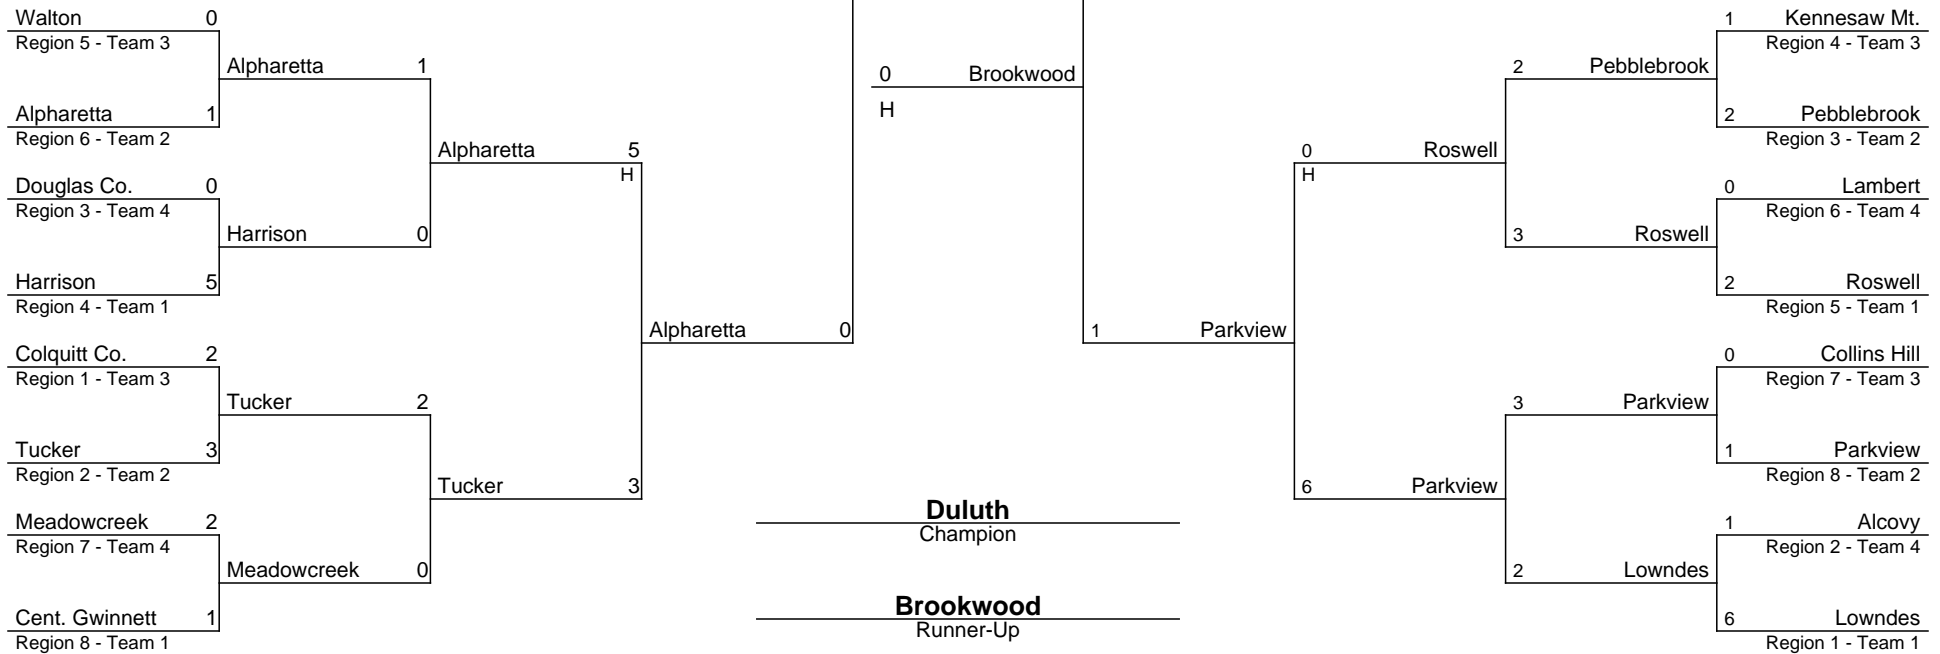 Walton 0
Region 5 - Team 3
Alpharetta 1
Alpharetta 1
Region 6 - Team 2
Alpharetta 5
H
Douglas Co. 0
Region 3 - Team 4
Harrison 0
Harrison 5
Region 4 - Team 1
Alpharetta 0
Colquitt Co. 2
Region 1 - Team 3
Tucker 2
Tucker 3
Region 2 - Team 2
Tucker 3
Meadowcreek 2
Region 7 - Team 4
Meadowcreek 0
Cent. Gwinnett 1
Region 8 - Team 1
0 Brookwood
H
Duluth
Champion
Brookwood
Runner-Up
1 Kennesaw Mt.
Region 4 - Team 3
2 Pebblebrook
2 Pebblebrook
Region 3 - Team 2
0 Roswell
H
0 Lambert
Region 6 - Team 4
3 Roswell
2 Roswell
Region 5 - Team 1
1 Parkview
0 Collins Hill
Region 7 - Team 3
3 Parkview
1 Parkview
Region 8 - Team 2
6 Parkview
1 Alcovy
Region 2 - Team 4
2 Lowndes
6 Lowndes
Region 1 - Team 1